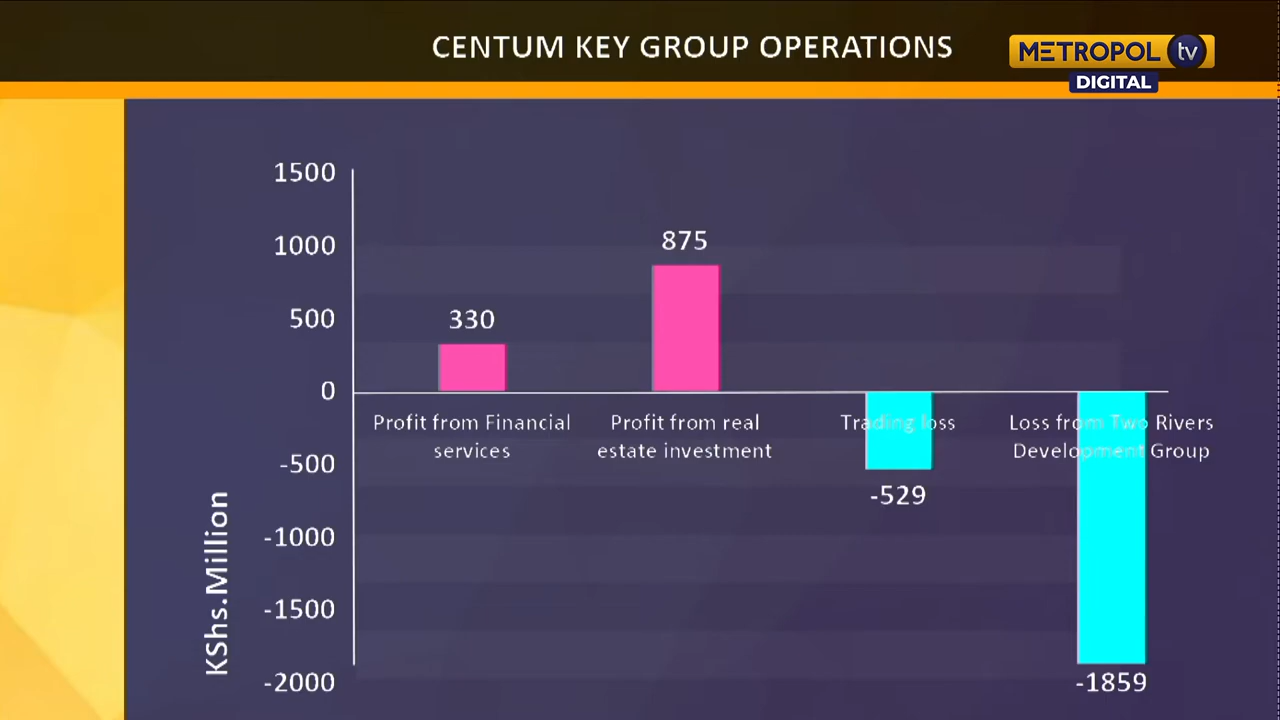 CENTUM KEY GROUP OPERATIONS
METROPOL tv
DIGITAL
1500
1000
500
0
-500
-1000
-1500
-2000
KShs.Million
330
875
-529
-1859
Profit from Financial
services
Profit from real
estate investment
Trading loss
Loss from Two Rivers
Development Group